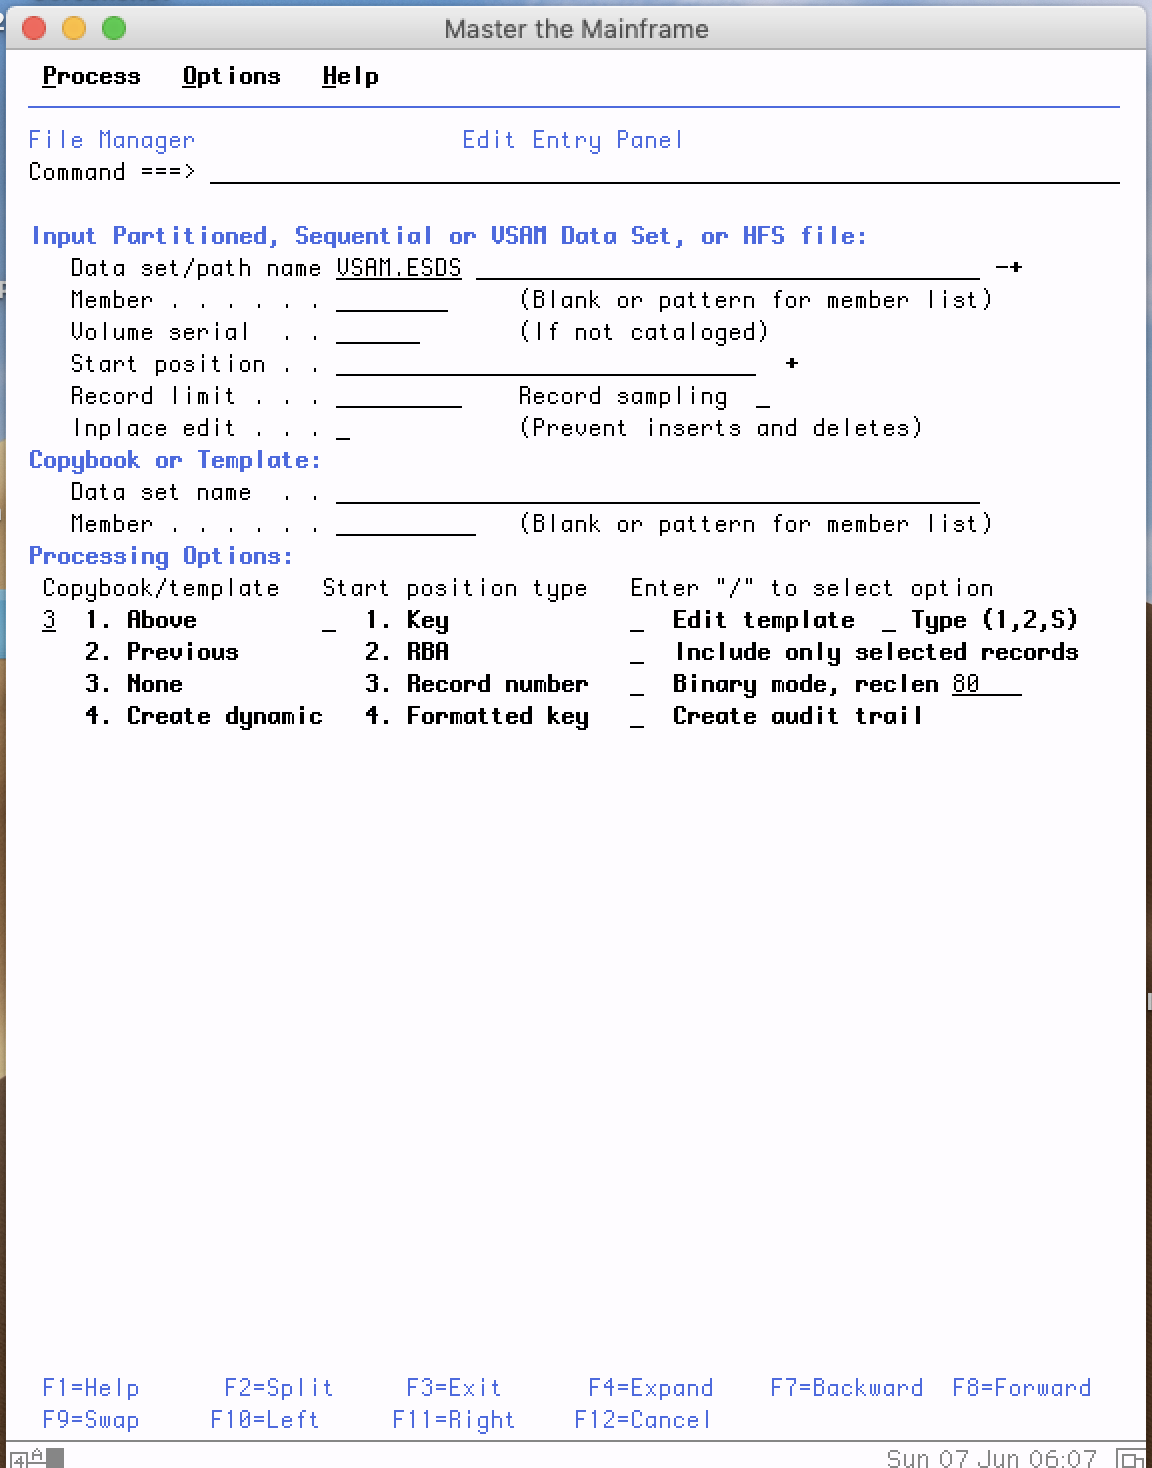 Master the Mainframe
Process Options Help
File Manager Edit Entry Panel
Command ===>
Input Partitioned, Sequential or VSAM Data Set, or HFS file:
Data set/path name VSAM.ESDS -+
Member . . . . . . (Blank or pattern for member list)
Volume serial . . (If not cataloged)
Start position . . +
Record limit . . . Record sampling _
Inplace edit . . . _ (Prevent inserts and deletes)
Copybook or Template:
Data set name . .
Member . . . . . . (Blank or pattern for member list)
Processing Options:
Copybook/template Start position type Enter "/" to select option
3 1. Above _ 1. Key _ Edit template _ Type (1,2,S)
2. Previous 2. RBA _ Include only selected records
3. None 3. Record number _ Binary mode, reclen 80
4. Create dynamic 4. Formatted key _ Create audit trail
F1=Help F2=Split F3=Exit F4=Expand F7=Backward F8=Forward
F9=Swap F10=Left F11=Right F12=Cancel
4 A Sun 07 Jun 06:07